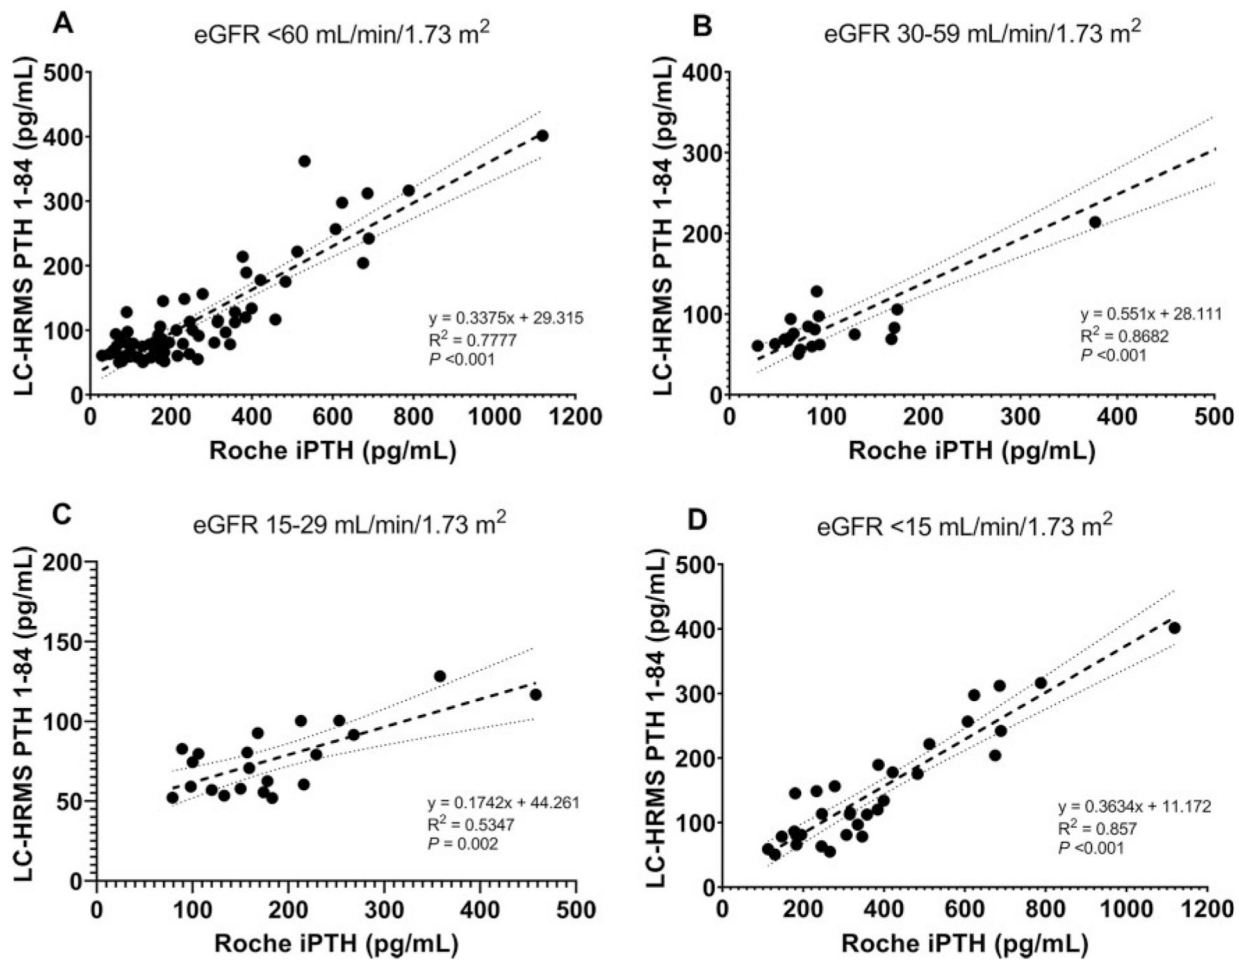 A
eGFR <60 mL/min/1.73 m²
LC-HRMS PTH 1-84 (pg/mL)
500
400
300
200
100
0
y = 0.3375x + 29.315
R² = 0.7777
P <0.001
0 200 400 600 800 1000 1200
Roche iPTH (pg/mL)
B
eGFR 30-59 mL/min/1.73 m²
LC-HRMS PTH 1-84 (pg/mL)
400
300
200
100
0
y = 0.551x + 28.111
R² = 0.8682
P <0.001
0 100 200 300 400 500
Roche iPTH (pg/mL)
C
eGFR 15-29 mL/min/1.73 m²
LC-HRMS PTH 1-84 (pg/mL)
200
150
100
50
0
y = 0.1742x + 44.261
R² = 0.5347
P = 0.002
0 100 200 300 400 500
Roche iPTH (pg/mL)
D
eGFR <15 mL/min/1.73 m²
LC-HRMS PTH 1-84 (pg/mL)
500
400
300
200
100
0
y = 0.3634x + 11.172
R² = 0.857
P <0.001
0 200 400 600 800 1000 1200
Roche iPTH (pg/mL)